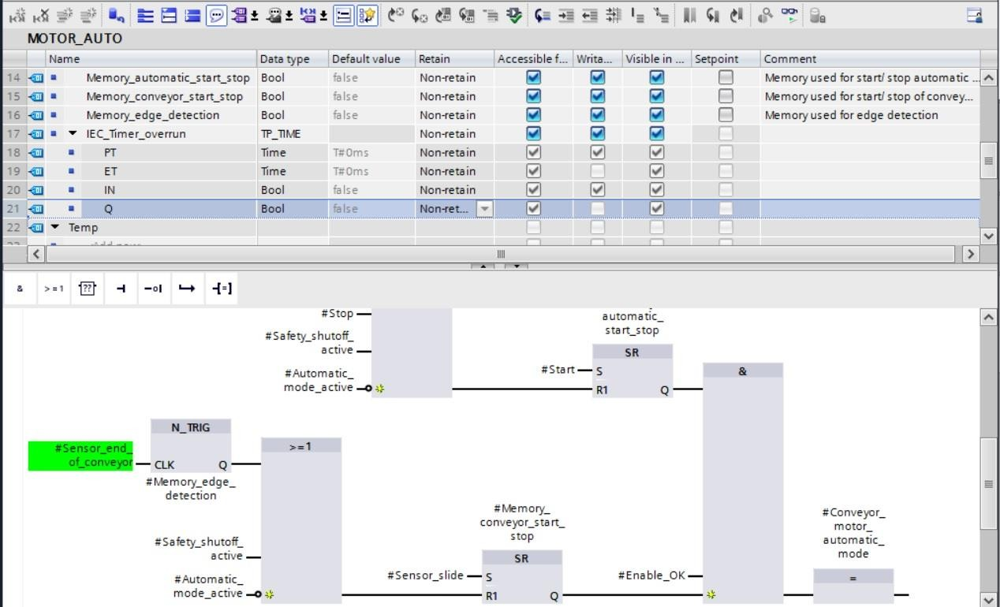 MOTOR_AUTO
Name Data type Default value Retain Accessible f... Writa... Visible in ... Setpoint Comment
14 Memory_automatic_start_stop Bool false Non-retain Memory used for start/ stop automatic ...
15 Memory_conveyor_start_stop Bool false Non-retain Memory used for start/ stop of convey...
16 Memory_edge_detection Bool false Non-retain Memory used for edge detection
17 IEC_Timer_overrun TP_TIME Non-retain
18 PT Time T#0ms Non-retain
19 ET Time T#0ms Non-retain
20 IN Bool false Non-retain
21 Q Bool false Non-ret...
22 Temp
& >=1 ??
#Stop
automatic_
start_stop
#Safety_shutoff_
active
SR
#Start S
#Automatic_
mode_active
R1 Q
&
N_TRIG
#Sensor_end_
of_conveyor
CLK Q
>=1
#Memory_edge_
detection
#Memory_
conveyor_start_
stop
#Conveyor_
motor_
automatic_
mode
#Safety_shutoff_
active
SR
#Sensor_slide S
#Enable_OK
=
#Automatic_
mode_active
R1 Q